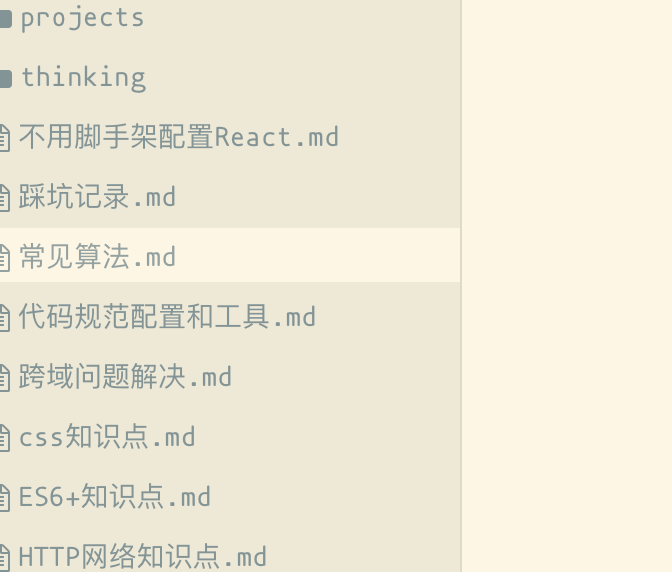 projects
thinking
不用脚手架配置React.md
踩坑记录.md
常见算法.md
代码规范配置和工具.md
跨域问题解决.md
css知识点.md
ES6+知识点.md
HTTP网络知识点.md